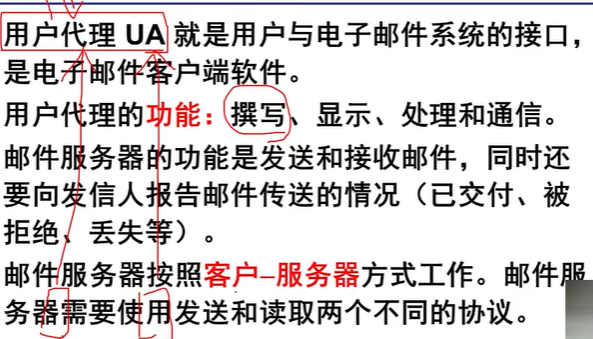 用户代理 UA 就是用户与电子邮件系统的接口，
是电子邮件客户端软件。
用户代理的功能：撰写、显示、处理和通信。
邮件服务器的功能是发送和接收邮件，同时还
要向发信人报告邮件传送的情况（已交付、被
拒绝、丢失等）。
邮件服务器按照客户–服务器方式工作。邮件服
务器需要使用发送和读取两个不同的协议。